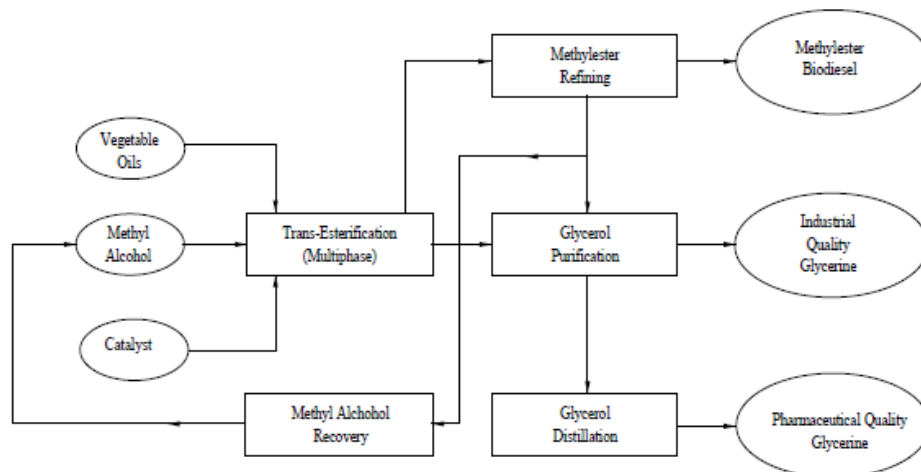 Methylester
Refining
Methylester
Biodiesel
Vegetable
Oils
Methyl
Alcohol
Trans-Esterification
(Multiphase)
Glycerol
Purification
Industrial
Quality
Glycerine
Catalyst
Methyl Alchohol
Recovery
Glycerol
Distillation
Pharmaceutical Quality
Glycerine